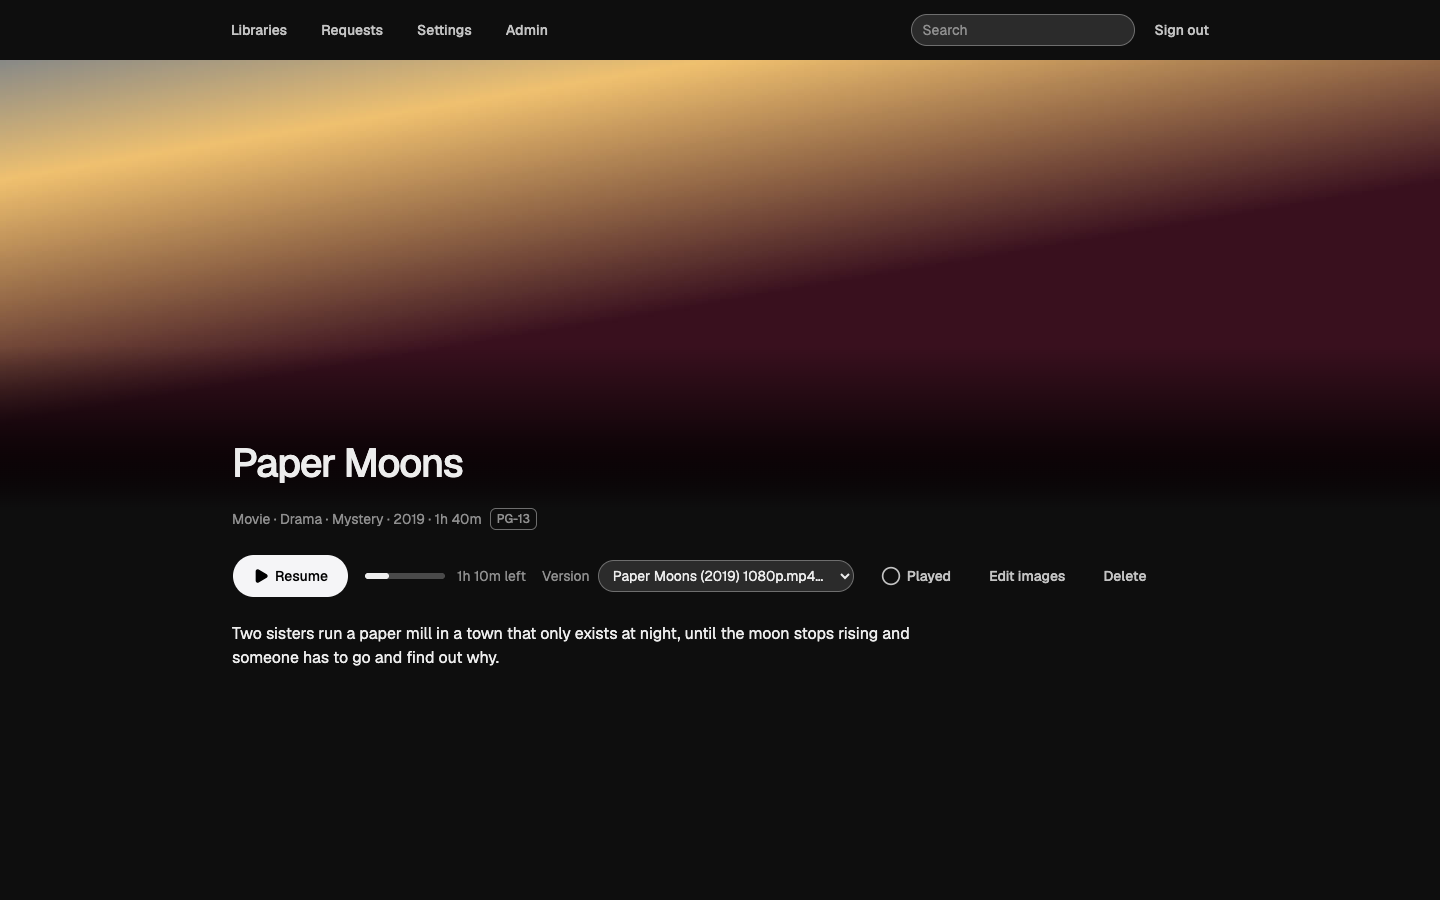 Libraries Requests Settings Admin Search Sign out
Paper Moons
Movie · Drama · Mystery · 2019 · 1h 40m PG-13
Resume 1h 10m left Version Paper Moons (2019) 1080p.mp4… Played Edit images Delete
Two sisters run a paper mill in a town that only exists at night, until the moon stops rising and
someone has to go and find out why.